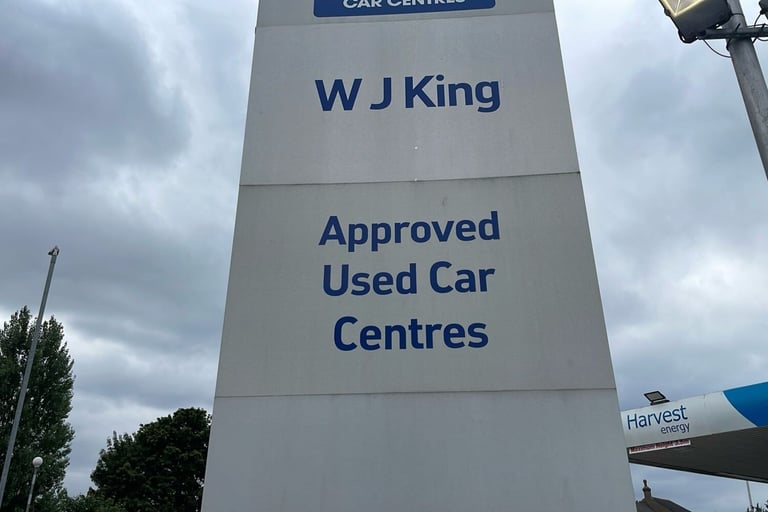 CAR CENTRES
W J King
Approved
Used Car
Centres
Harvest
energy